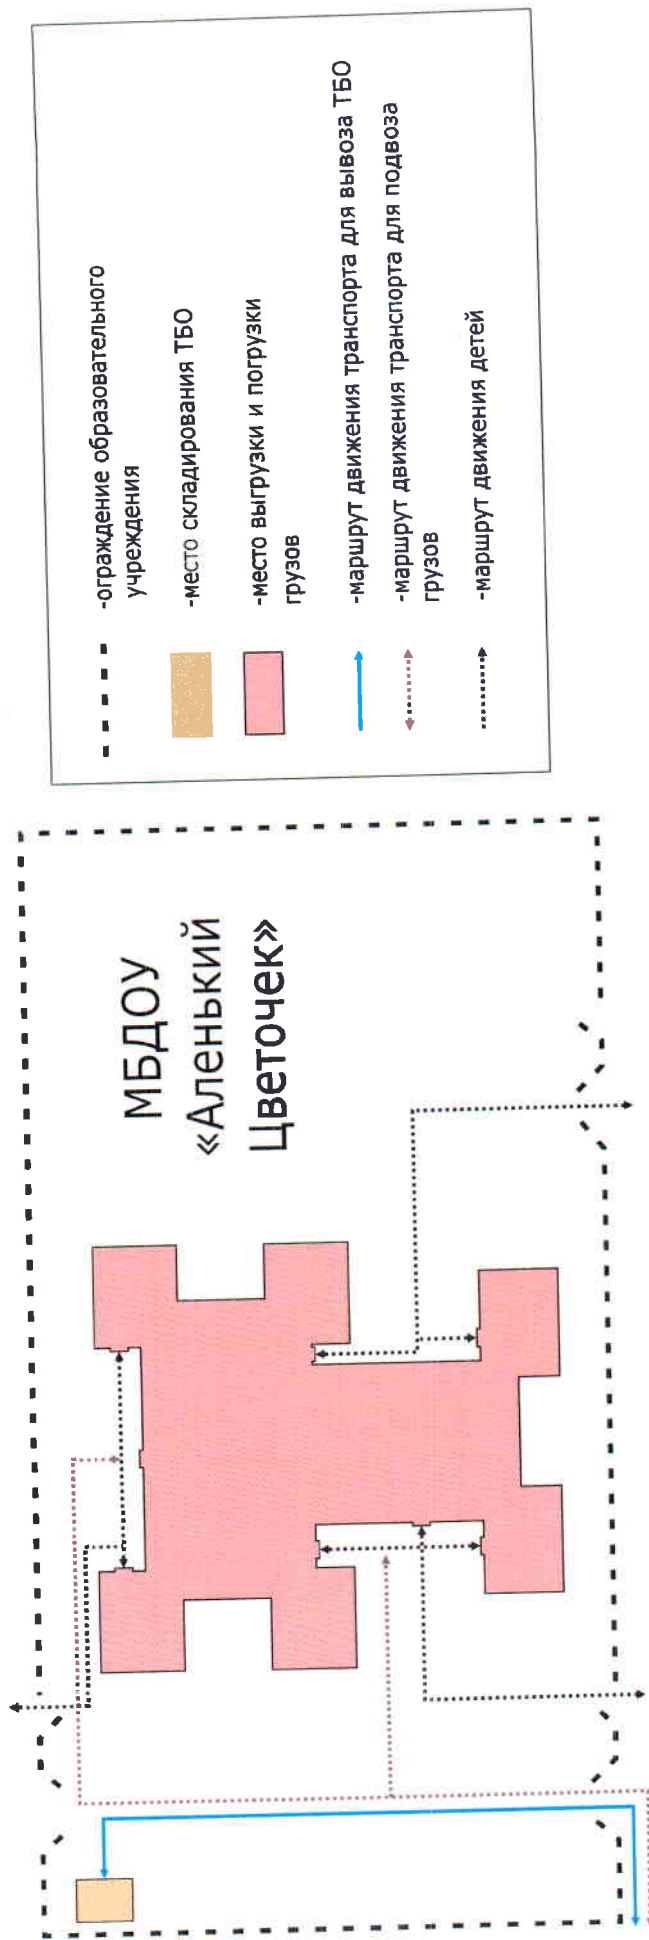 МБДОУ
«Аленький
Цветочек»
-ограждение образовательного
учреждения
-место складирования ТБО
-место выгрузки и погрузки
грузов
-маршрут движения транспорта для вывоза ТБО
-маршрут движения транспорта для подвоза
грузов
-маршрут движения детей